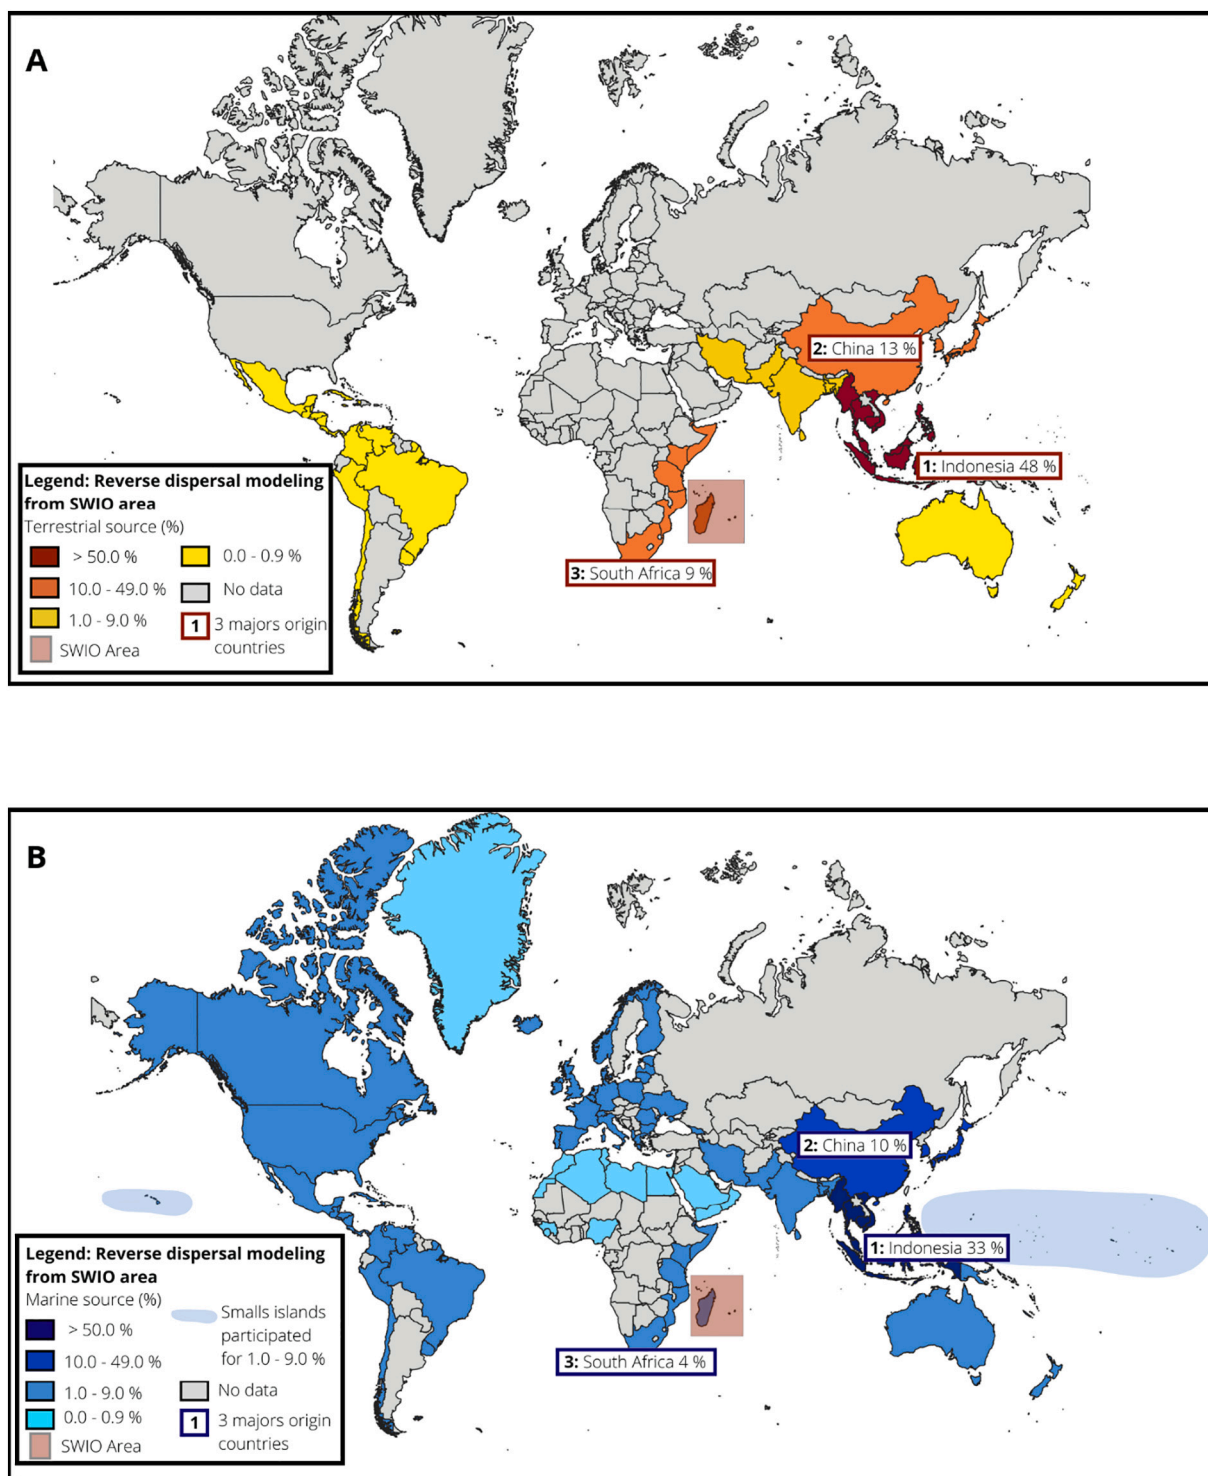 A
2: China 13 %
1: Indonesia 48 %
3: South Africa 9 %
Legend: Reverse dispersal modeling
from SWIO area
Terrestrial source (%)
> 50.0 %
10.0 - 49.0 %
1.0 - 9.0 %
SWIO Area
0.0 - 0.9 %
No data
1 3 majors origin
countries
B
2: China 10 %
1: Indonesia 33 %
3: South Africa 4 %
Legend: Reverse dispersal modeling
from SWIO area
Marine source (%)
> 50.0 %
10.0 - 49.0 %
1.0 - 9.0 %
0.0 - 0.9 %
SWIO Area
Smalls islands
participated
for 1.0 - 9.0 %
No data
1 3 majors origin
countries